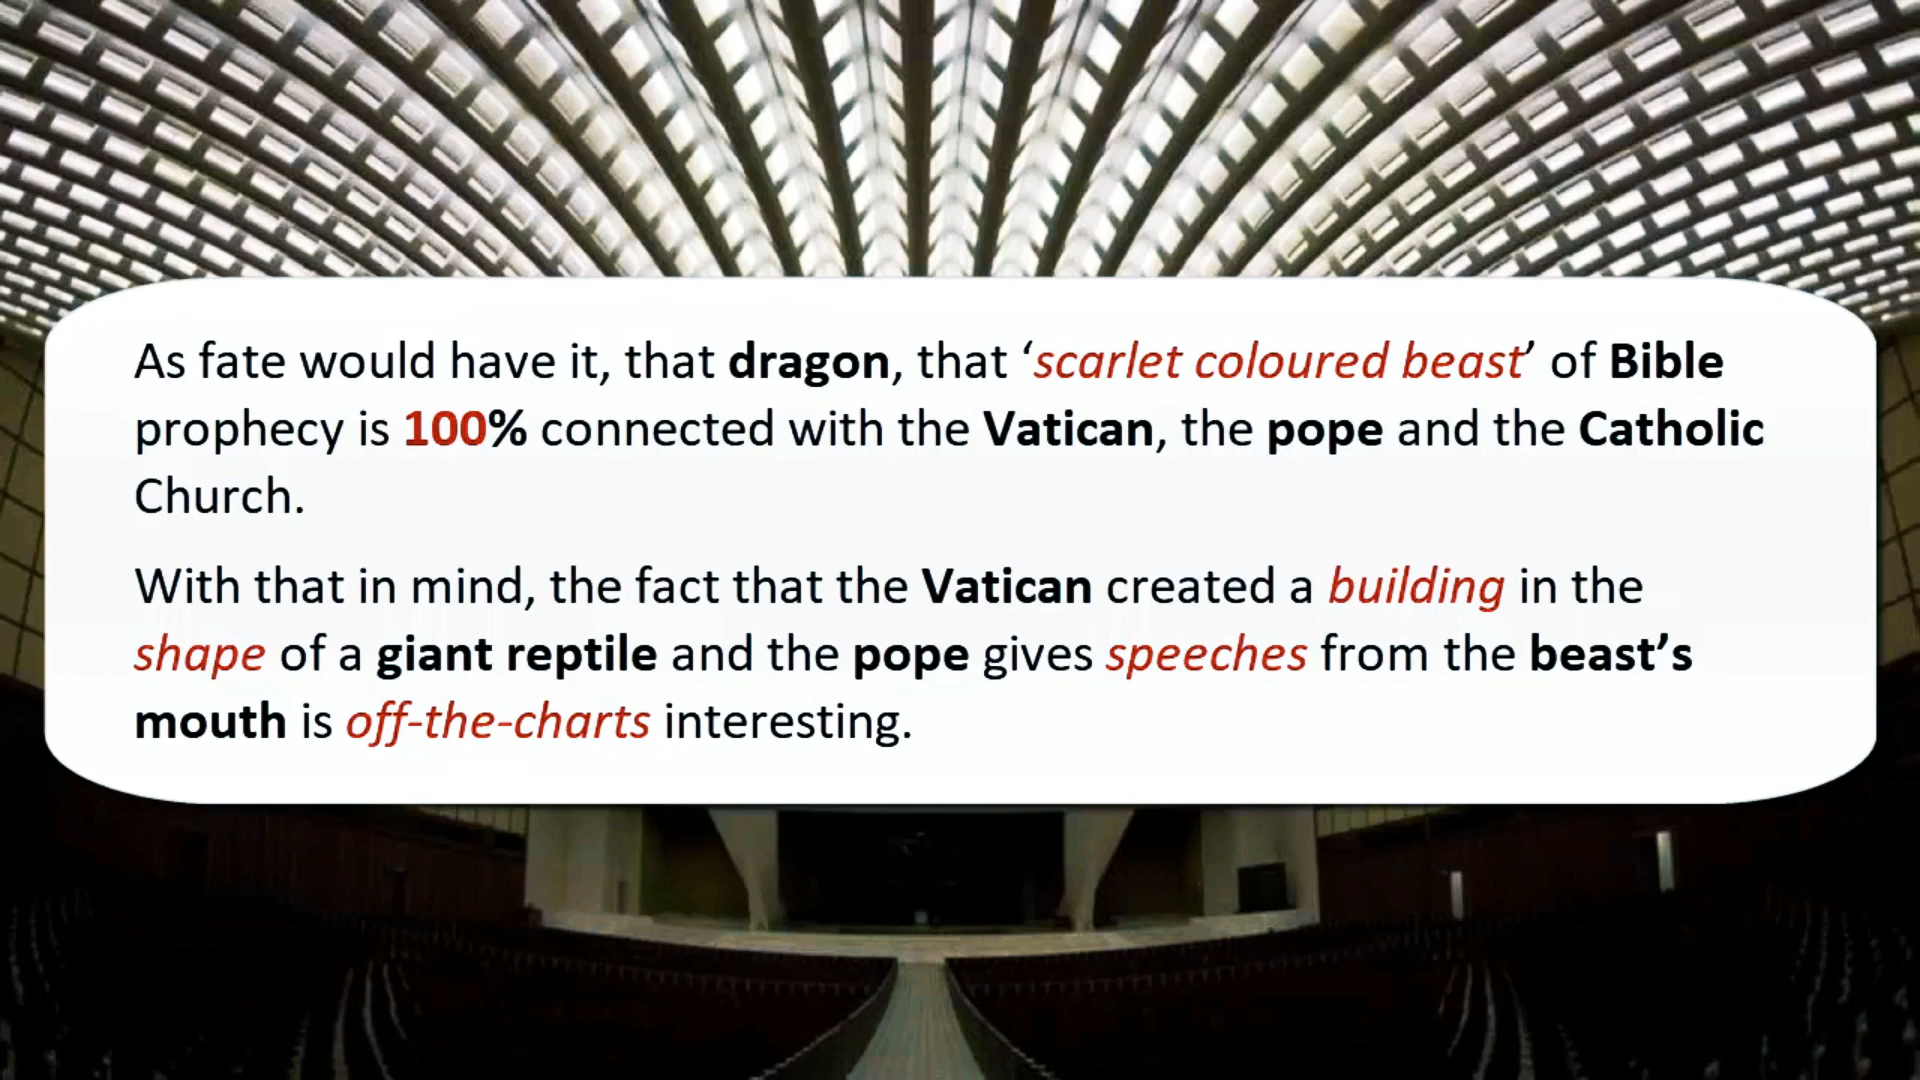 As fate would have it, that dragon, that ‘scarlet coloured beast’ of Bible
prophecy is 100% connected with the Vatican, the pope and the Catholic
Church.
With that in mind, the fact that the Vatican created a building in the
shape of a giant reptile and the pope gives speeches from the beast’s
mouth is off-the-charts interesting.